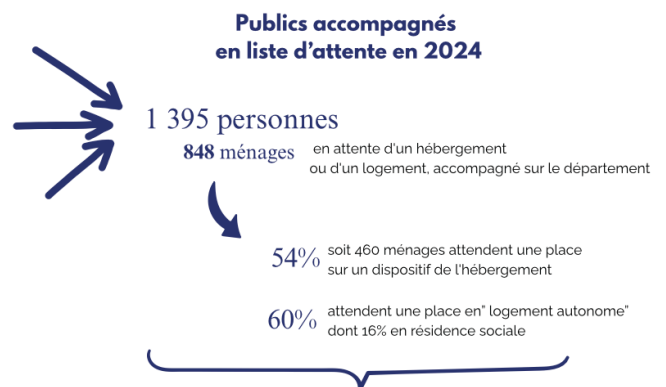 Publics accompagnés
en liste d'attente en 2024
1 395 personnes
848 ménages
en attente d'un hébergement
ou d'un logement, accompagné sur le département
54%
soit 460 ménages attendent une place
sur un dispositif de l'hébergement
60%
attendent une place en" logement autonome"
dont 16% en résidence sociale